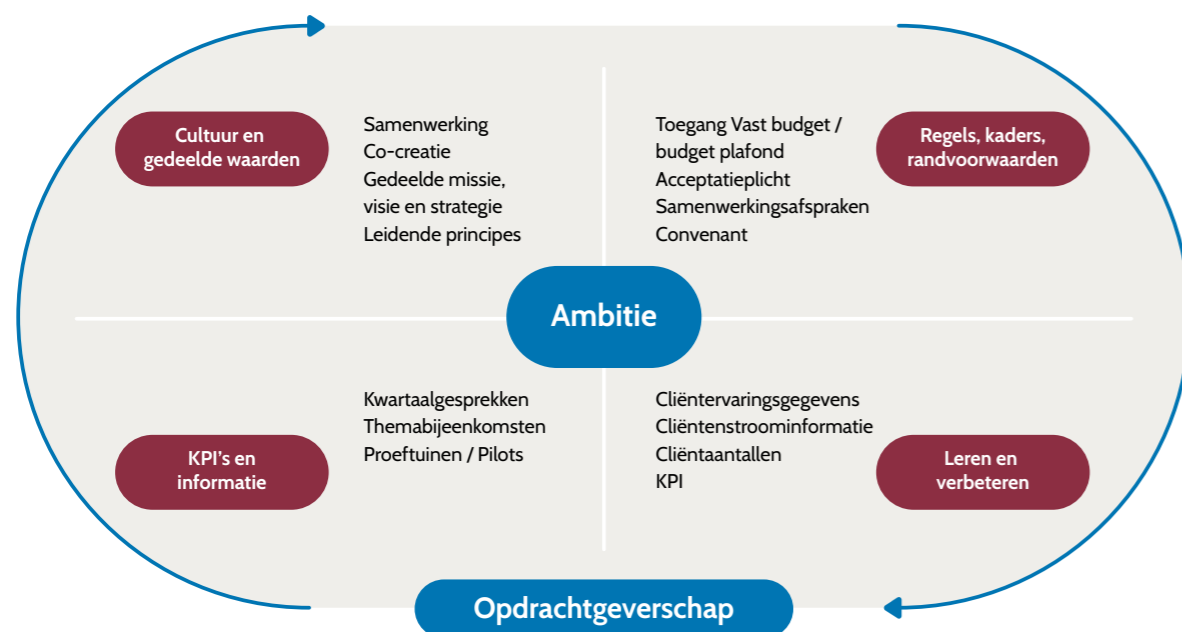 Cultuur en
gedeelde waarden
Samenwerking
Co-creatie
Gedeelde missie,
visie en strategie
Leidende principes
Toegang Vast budget /
budget plafond
Acceptatieplicht
Samenwerkingsafspraken
Convenant
Regels, kaders,
randvoorwaarden
Ambitie
KPI's en
informatie
Kwartaalgesprekken
Themabijeenkomsten
Proeftuinen / Pilots
Cliëntervaringsgegevens
Cliëntenstroominformatie
Cliëntaantallen
KPI
Leren en
verbeteren
Opdrachtgeverschap